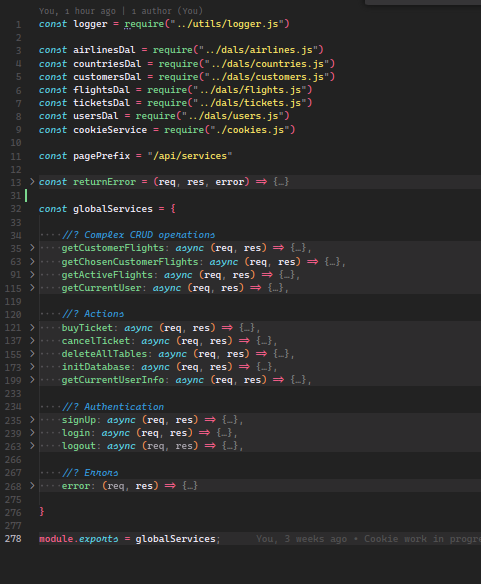 You, 1 hour ago | 1 author (You)
1 const logger = require("../utils/logger.js")
2
3 const airlinesDal = require("../dals/airlines.js")
4 const countriesDal = require("../dals/countries.js")
5 const customersDal = require("../dals/customers.js")
6 const flightsDal = require("../dals/flights.js")
7 const ticketsDal = require("../dals/tickets.js")
8 const usersDal = require("../dals/users.js")
9 const cookieService = require("./cookies.js")
10
11 const pagePrefix = "/api/services"
12
13 const returnError = (req, res, error) => {…}
31
32 const globalServices = {
33
34 //? Complex CRUD operations
35 getCustomerFlights: async (req, res) => {…},
63 getChosenCustomerFlights: async (req, res) => {…},
91 getActiveFlights: async (req, res) => {…},
115 getCurrentUser: async (req, res) => {…},
119
120 //? Actions
121 buyTicket: async (req, res) => {…},
137 cancelTicket: async (req, res) => {…},
155 deleteAllTables: async (req, res) => {…},
173 initDatabase: async (req, res) => {…},
199 getCurrentUserInfo: async (req, res) => {…},
233
234 //? Authentication
235 signUp: async (req, res) => {…},
239 login: async (req, res) => {…},
263 logout: async (req, res) => {…},
266
267 //? Errors
268 error: (req, res) => {…}
275
276 }
277
278 module.exports = globalServices; You, 3 weeks ago • Cookie work in progre